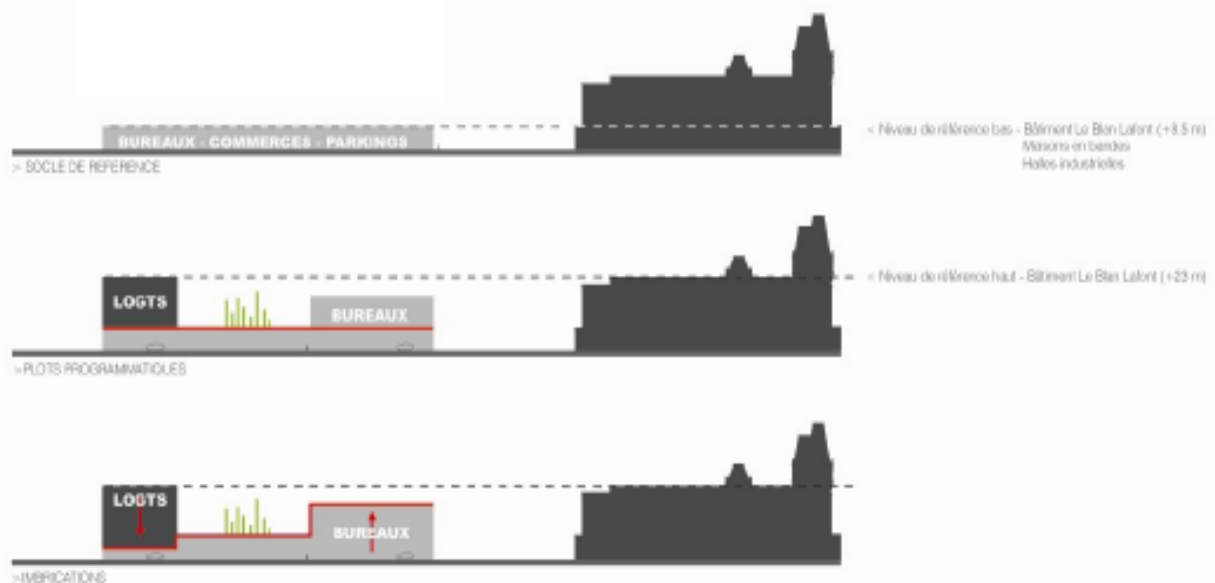 BUREAUX - COMMERCES - PARKINGS
< Niveau de référence bas - Bâtiment Le Blan Lafont (+8.5 m)
Maisons en bandes
Halles industrielles
> SOCLE DE REFERENCE
< Niveau de référence haut - Bâtiment Le Blan Lafont (+23 m)
LOGTS
BUREAUX
> PLOTS PROGRAMMATIQUES
LOGTS
BUREAUX
> IMBRICATIONS